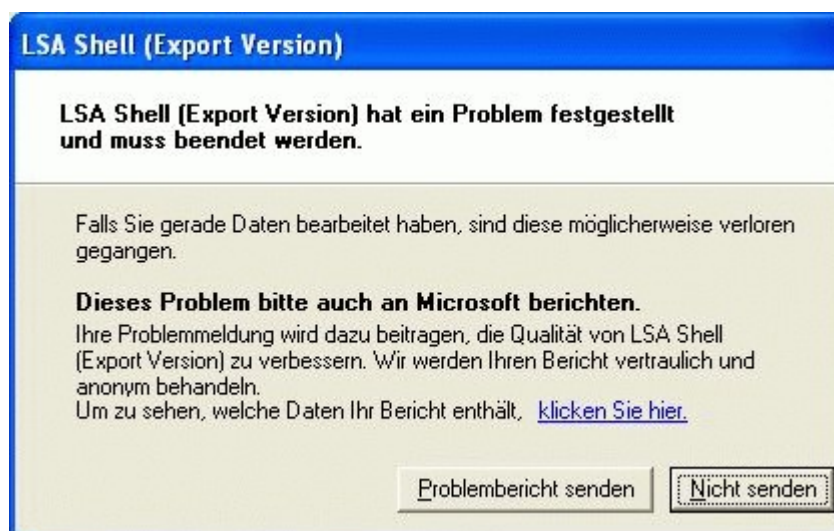 LSA Shell (Export Version)
LSA Shell (Export Version) hat ein Problem festgestellt
und muss beendet werden.
Falls Sie gerade Daten bearbeitet haben, sind diese möglicherweise verloren
gegangen.
Dieses Problem bitte auch an Microsoft berichten.
Ihre Problemmeldung wird dazu beitragen, die Qualität von LSA Shell
(Export Version) zu verbessern. Wir werden Ihren Bericht vertraulich und
anonym behandeln.
Um zu sehen, welche Daten Ihr Bericht enthält, klicken Sie hier.
Problembericht senden Nicht senden